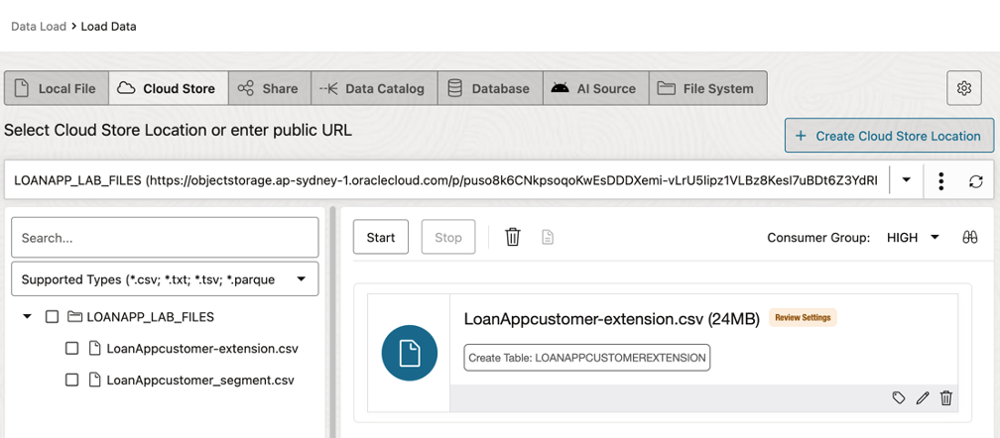 Data Load > Load Data
Local File
Cloud Store
Share
Data Catalog
Database
AI Source
File System
Select Cloud Store Location or enter public URL
+ Create Cloud Store Location
LOANAPP_LAB_FILES (https://objectstorage.ap-sydney-1.oraclecloud.com/p/puso8k6CNkpsoqoKwEsDDDXemi-vLrU5lipz1VLBz8Kesl7uBDt6Z3YdRI
Search...
Supported Types (*.csv; *.txt; *.tsv; *.parque
LOANAPP_LAB_FILES
LoanAppcustomer-extension.csv
LoanAppcustomer_segment.csv
Start
Stop
Consumer Group: HIGH
LoanAppcustomer-extension.csv (24MB)
Review Settings
Create Table: LOANAPPCUSTOMEREXTENSION